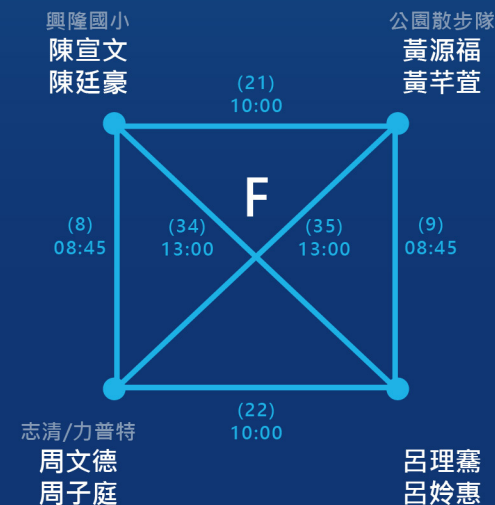 興隆國小
陳宣文
陳廷豪
公園散步隊
黃源福
黃芊萓
(21)
10:00
F
(8)
08:45
(34)
13:00
(35)
13:00
(9)
08:45
(22)
10:00
志清/力普特
周文德
周子庭
呂理騫
呂姈惠